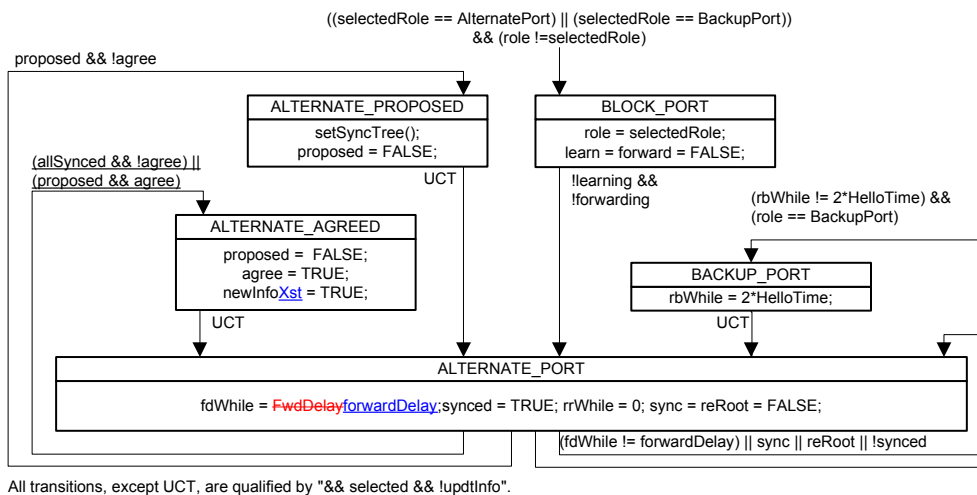 ((selectedRole == AlternatePort) || (selectedRole == BackupPort))
&& (role !=selectedRole)
proposed && !agree
ALTERNATE_PROPOSED
setSyncTree();
proposed = FALSE;
BLOCK_PORT
role = selectedRole;
learn = forward = FALSE;
(allSynced && !agree) ||
(proposed && agree)
UCT
!learning &&
!forwarding
(rbWhile != 2*HelloTime) &&
(role == BackupPort)
ALTERNATE_AGREED
proposed = FALSE;
agree = TRUE;
newInfoXst = TRUE;
BACKUP_PORT
rbWhile = 2*HelloTime;
UCT
UCT
ALTERNATE_PORT
fdWhile = FwdDelayforwardDelay;synced = TRUE; rrWhile = 0; sync = reRoot = FALSE;
(fdWhile != forwardDelay) || sync || reRoot || !synced
All transitions, except UCT, are qualified by "&& selected && !updtInfo".